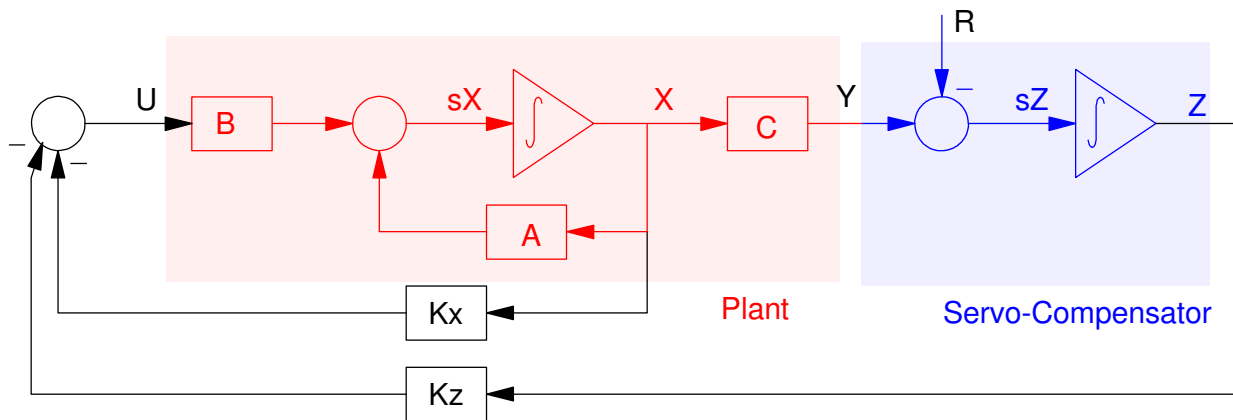 R
U
B
sX
X
C
Y
sZ
Z
–
–
–
A
Kx
Plant
Servo-Compensator
Kz